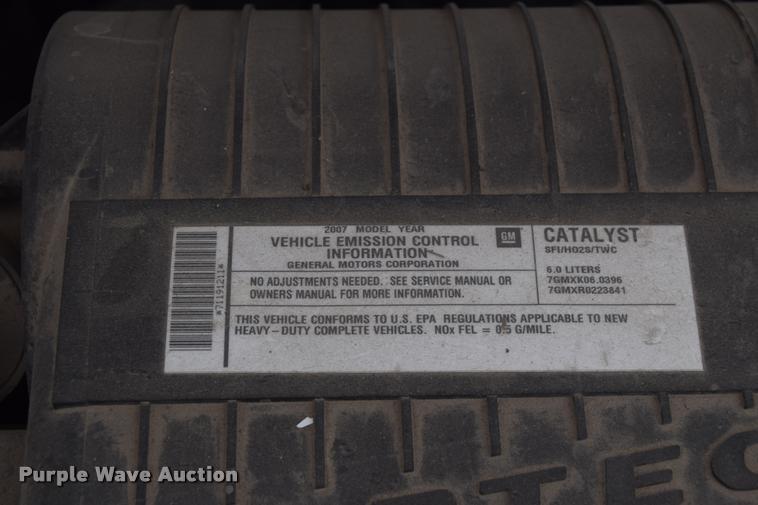 2007 MODEL YEAR
VEHICLE EMISSION CONTROL
INFORMATION
GENERAL MOTORS CORPORATION
GM
CATALYST
SFI/HO2S/TWC
NO ADJUSTMENTS NEEDED. SEE SERVICE MANUAL OR
OWNERS MANUAL FOR MORE INFORMATION.
6.0 LITERS
7GMXK06.0396
7GMXR0223841
THIS VEHICLE CONFORMS TO U.S. EPA REGULATIONS APPLICABLE TO NEW
HEAVY-DUTY COMPLETE VEHICLES. NOx FEL = 0.5 G/MILE.
*71191211*
RTEC
Purple Wave Auction